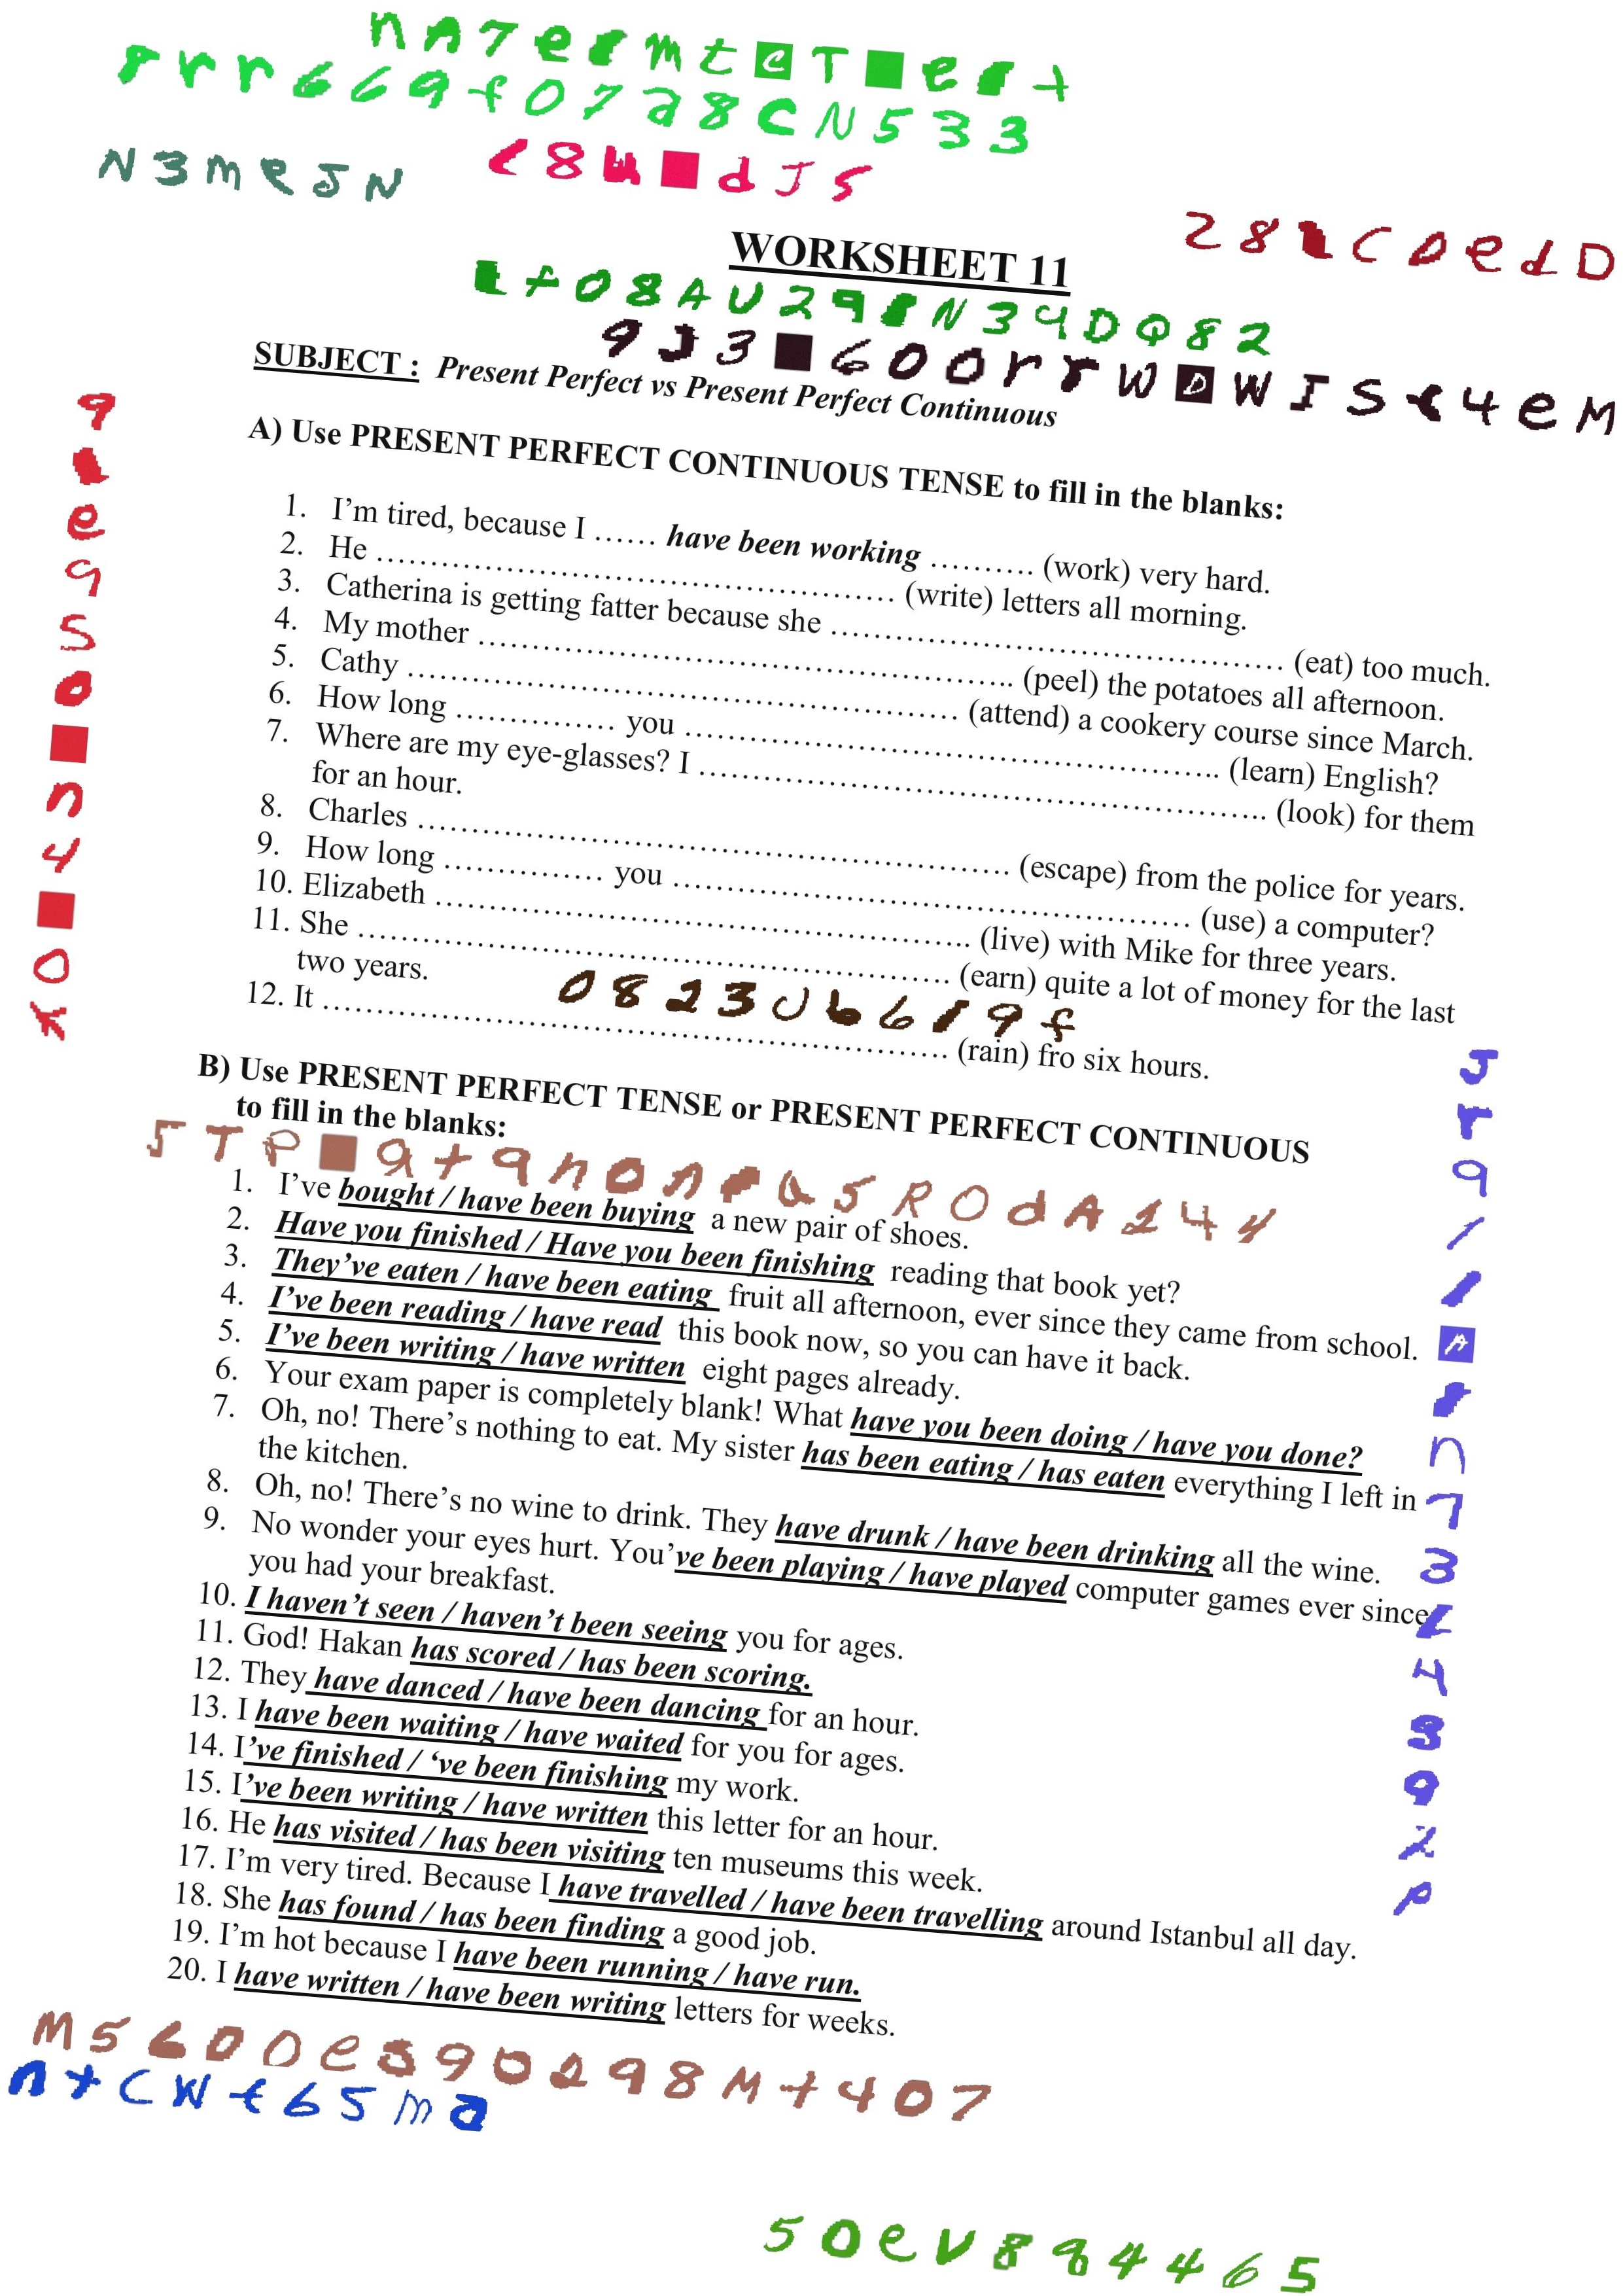 rrr669f07a8CN533
N3meJN
WORKSHEET 11
SUBJECT : Present Perfect vs Present Perfect Continuous
A) Use PRESENT PERFECT CONTINUOUS TENSE to fill in the blanks:
1. I’m tired, because I …… have been working ………. (work) very hard.
2. He ………………………………………………… (write) letters all morning.
3. Catherina is getting fatter because she ………………………………………… (eat) too much.
4. My mother ………………………………………………….. (peel) the potatoes all afternoon.
5. Cathy …………………………………………………… (attend) a cookery course since March.
6. How long …………… you ………………………………………………….. (learn) English?
7. Where are my eye-glasses? I …………………………………………………….. (look) for them
for an hour.
8. Charles ………………………………………………………. (escape) from the police for years.
9. How long …………… you ……………………………………………… (use) a computer?
10. Elizabeth ………………………………………………….. (live) with Mike for three years.
11. She ………………………………………………………. (earn) quite a lot of money for the last
two years.
12. It ………………………………………………………… (rain) fro six hours.
B) Use PRESENT PERFECT TENSE or PRESENT PERFECT CONTINUOUS
to fill in the blanks:
1. I’ve bought / have been buying a new pair of shoes.
2. Have you finished / Have you been finishing reading that book yet?
3. They’ve eaten / have been eating fruit all afternoon, ever since they came from school.
4. I’ve been reading / have read this book now, so you can have it back.
5. I’ve been writing / have written eight pages already.
6. Your exam paper is completely blank! What have you been doing / have you done?
7. Oh, no! There’s nothing to eat. My sister has been eating / has eaten everything I left in
the kitchen.
8. Oh, no! There’s no wine to drink. They have drunk / have been drinking all the wine.
9. No wonder your eyes hurt. You’ve been playing / have played computer games ever since
you had your breakfast.
10. I haven’t seen / haven’t been seeing you for ages.
11. God! Hakan has scored / has been scoring.
12. They have danced / have been dancing for an hour.
13. I have been waiting / have waited for you for ages.
14. I’ve finished / ‘ve been finishing my work.
15. I’ve been writing / have written this letter for an hour.
16. He has visited / has been visiting ten museums this week.
17. I’m very tired. Because I have travelled / have been travelling around Istanbul all day.
18. She has found / has been finding a good job.
19. I’m hot because I have been running / have run.
20. I have written / have been writing letters for weeks.
n+CWt65ma